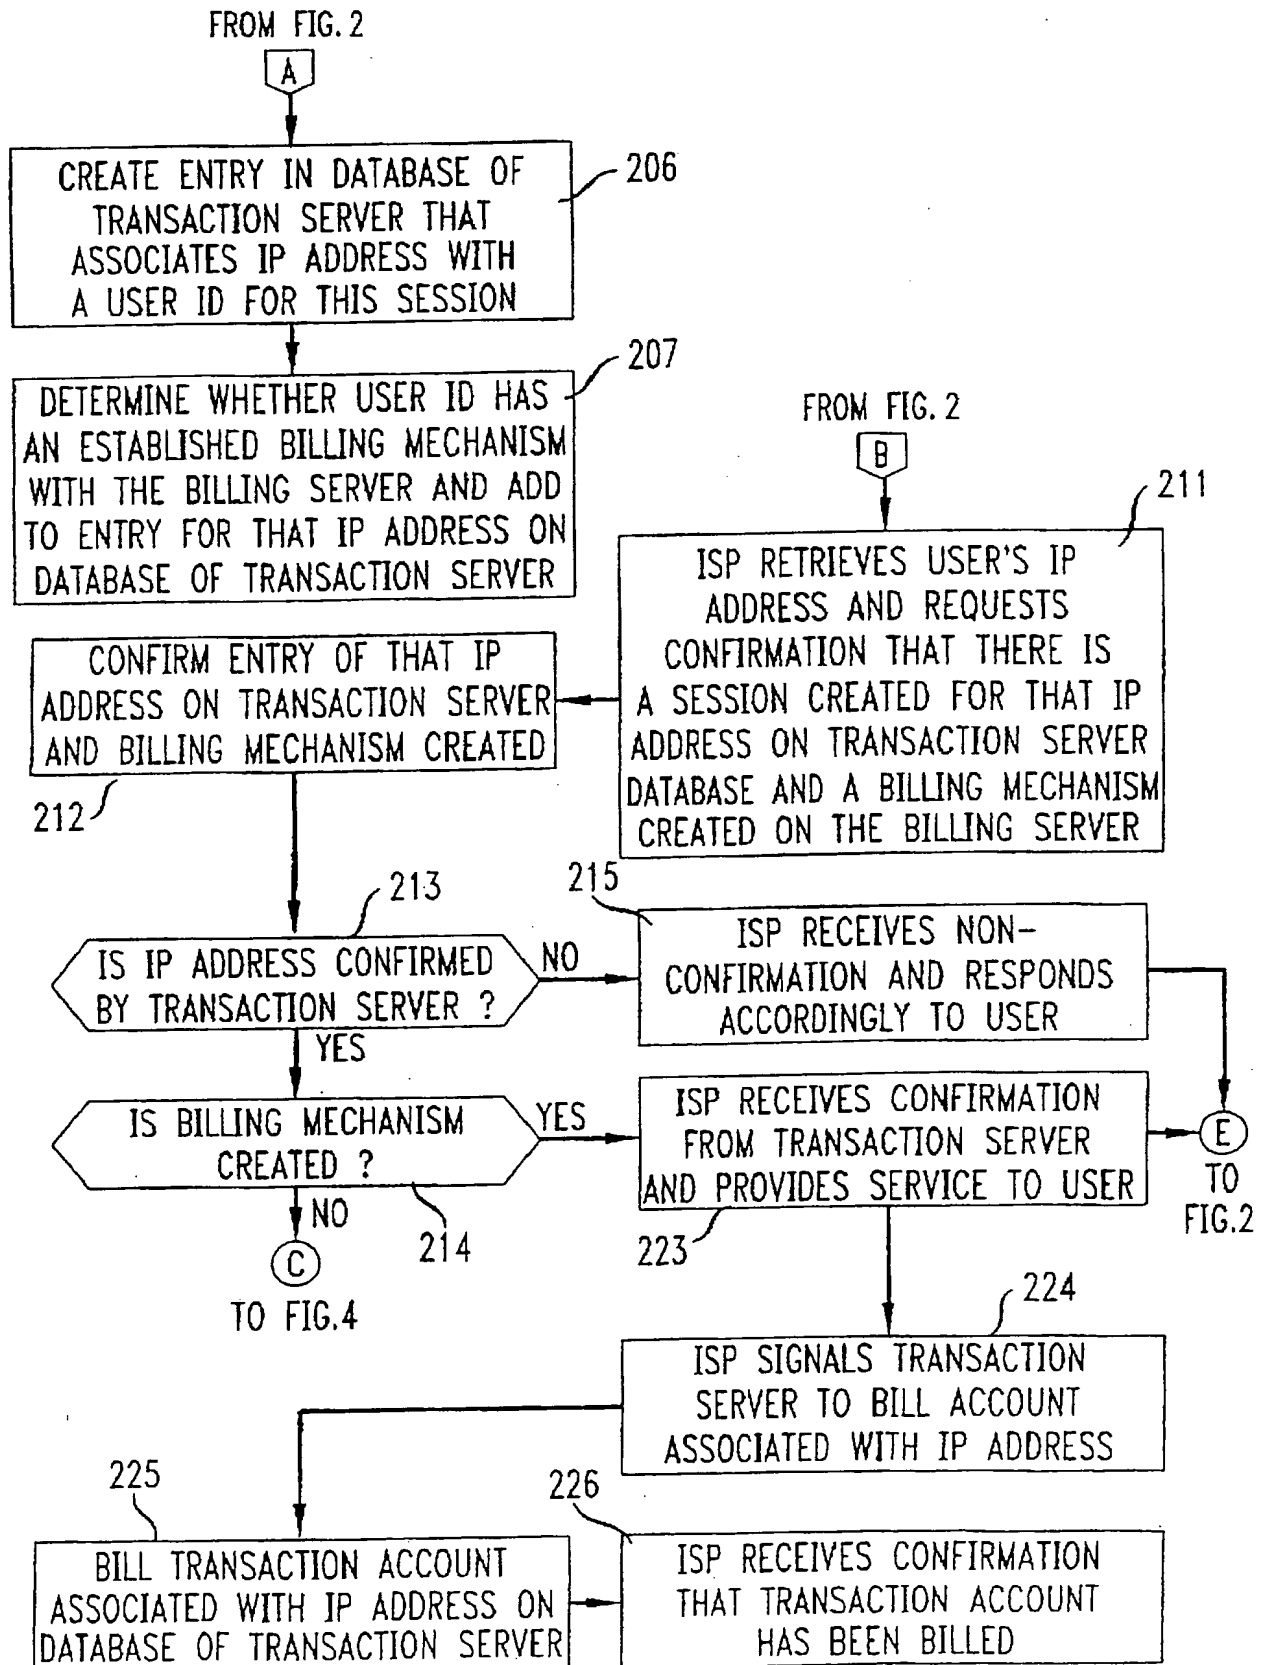 FROM FIG. 2
A
CREATE ENTRY IN DATABASE OF
TRANSACTION SERVER THAT
ASSOCIATES IP ADDRESS WITH
A USER ID FOR THIS SESSION
206
207
DETERMINE WHETHER USER ID HAS
AN ESTABLISHED BILLING MECHANISM
WITH THE BILLING SERVER AND ADD
TO ENTRY FOR THAT IP ADDRESS ON
DATABASE OF TRANSACTION SERVER
FROM FIG. 2
B
211
ISP RETRIEVES USER'S IP
ADDRESS AND REQUESTS
CONFIRMATION THAT THERE IS
A SESSION CREATED FOR THAT IP
ADDRESS ON TRANSACTION SERVER
DATABASE AND A BILLING MECHANISM
CREATED ON THE BILLING SERVER
CONFIRM ENTRY OF THAT IP
ADDRESS ON TRANSACTION SERVER
AND BILLING MECHANISM CREATED
212
213
IS IP ADDRESS CONFIRMED
BY TRANSACTION SERVER ?
NO
YES
215
ISP RECEIVES NON-
CONFIRMATION AND RESPONDS
ACCORDINGLY TO USER
IS BILLING MECHANISM
CREATED ?
YES
NO
214
C
TO FIG.4
ISP RECEIVES CONFIRMATION
FROM TRANSACTION SERVER
AND PROVIDES SERVICE TO USER
223
E
TO
FIG.2
224
ISP SIGNALS TRANSACTION
SERVER TO BILL ACCOUNT
ASSOCIATED WITH IP ADDRESS
225
BILL TRANSACTION ACCOUNT
ASSOCIATED WITH IP ADDRESS ON
DATABASE OF TRANSACTION SERVER
226
ISP RECEIVES CONFIRMATION
THAT TRANSACTION ACCOUNT
HAS BEEN BILLED